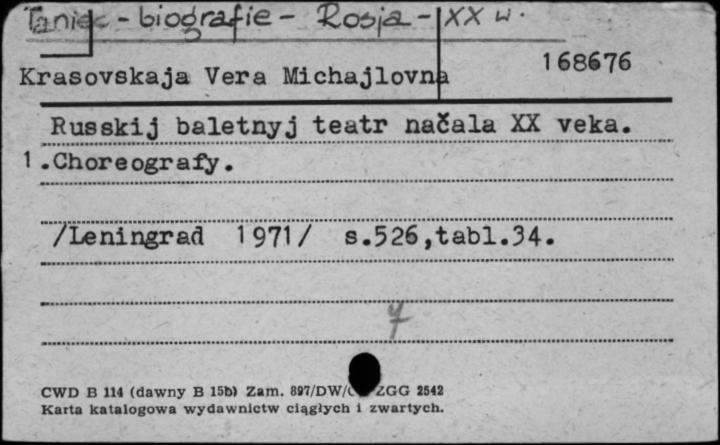 Taniec - biografie - Rosja - XX w.
168676
Krasovskaja Vera Michajlovna
Russkij baletnyj teatr načala XX veka.
1.Choreografy.
/Leningrad 1971/ s.526,tabl.34.
7
CWD B 114 (dawny B 15b) Zam. 897/DW/ ZGG 2542
Karta katalogowa wydawnictw ciągłych i zwartych.